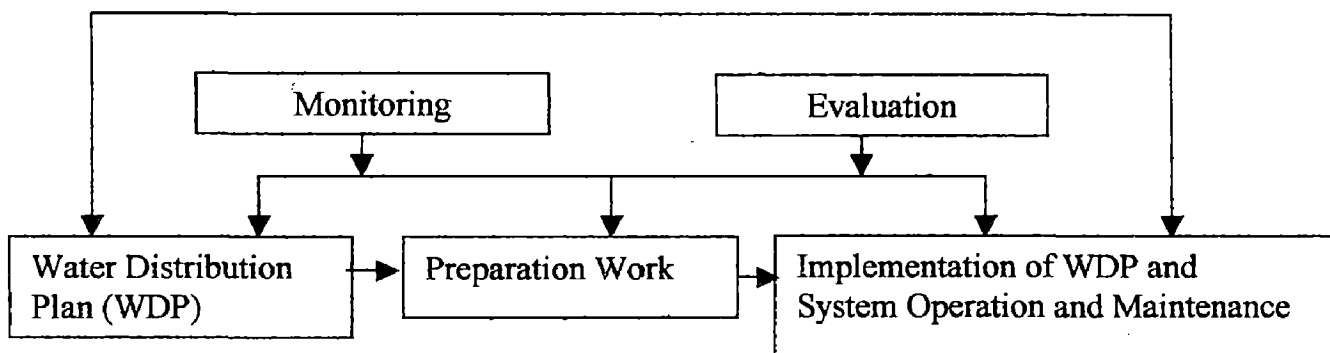 Monitoring
Evaluation
Water Distribution
Plan (WDP)
Preparation Work
Implementation of WDP and
System Operation and Maintenance